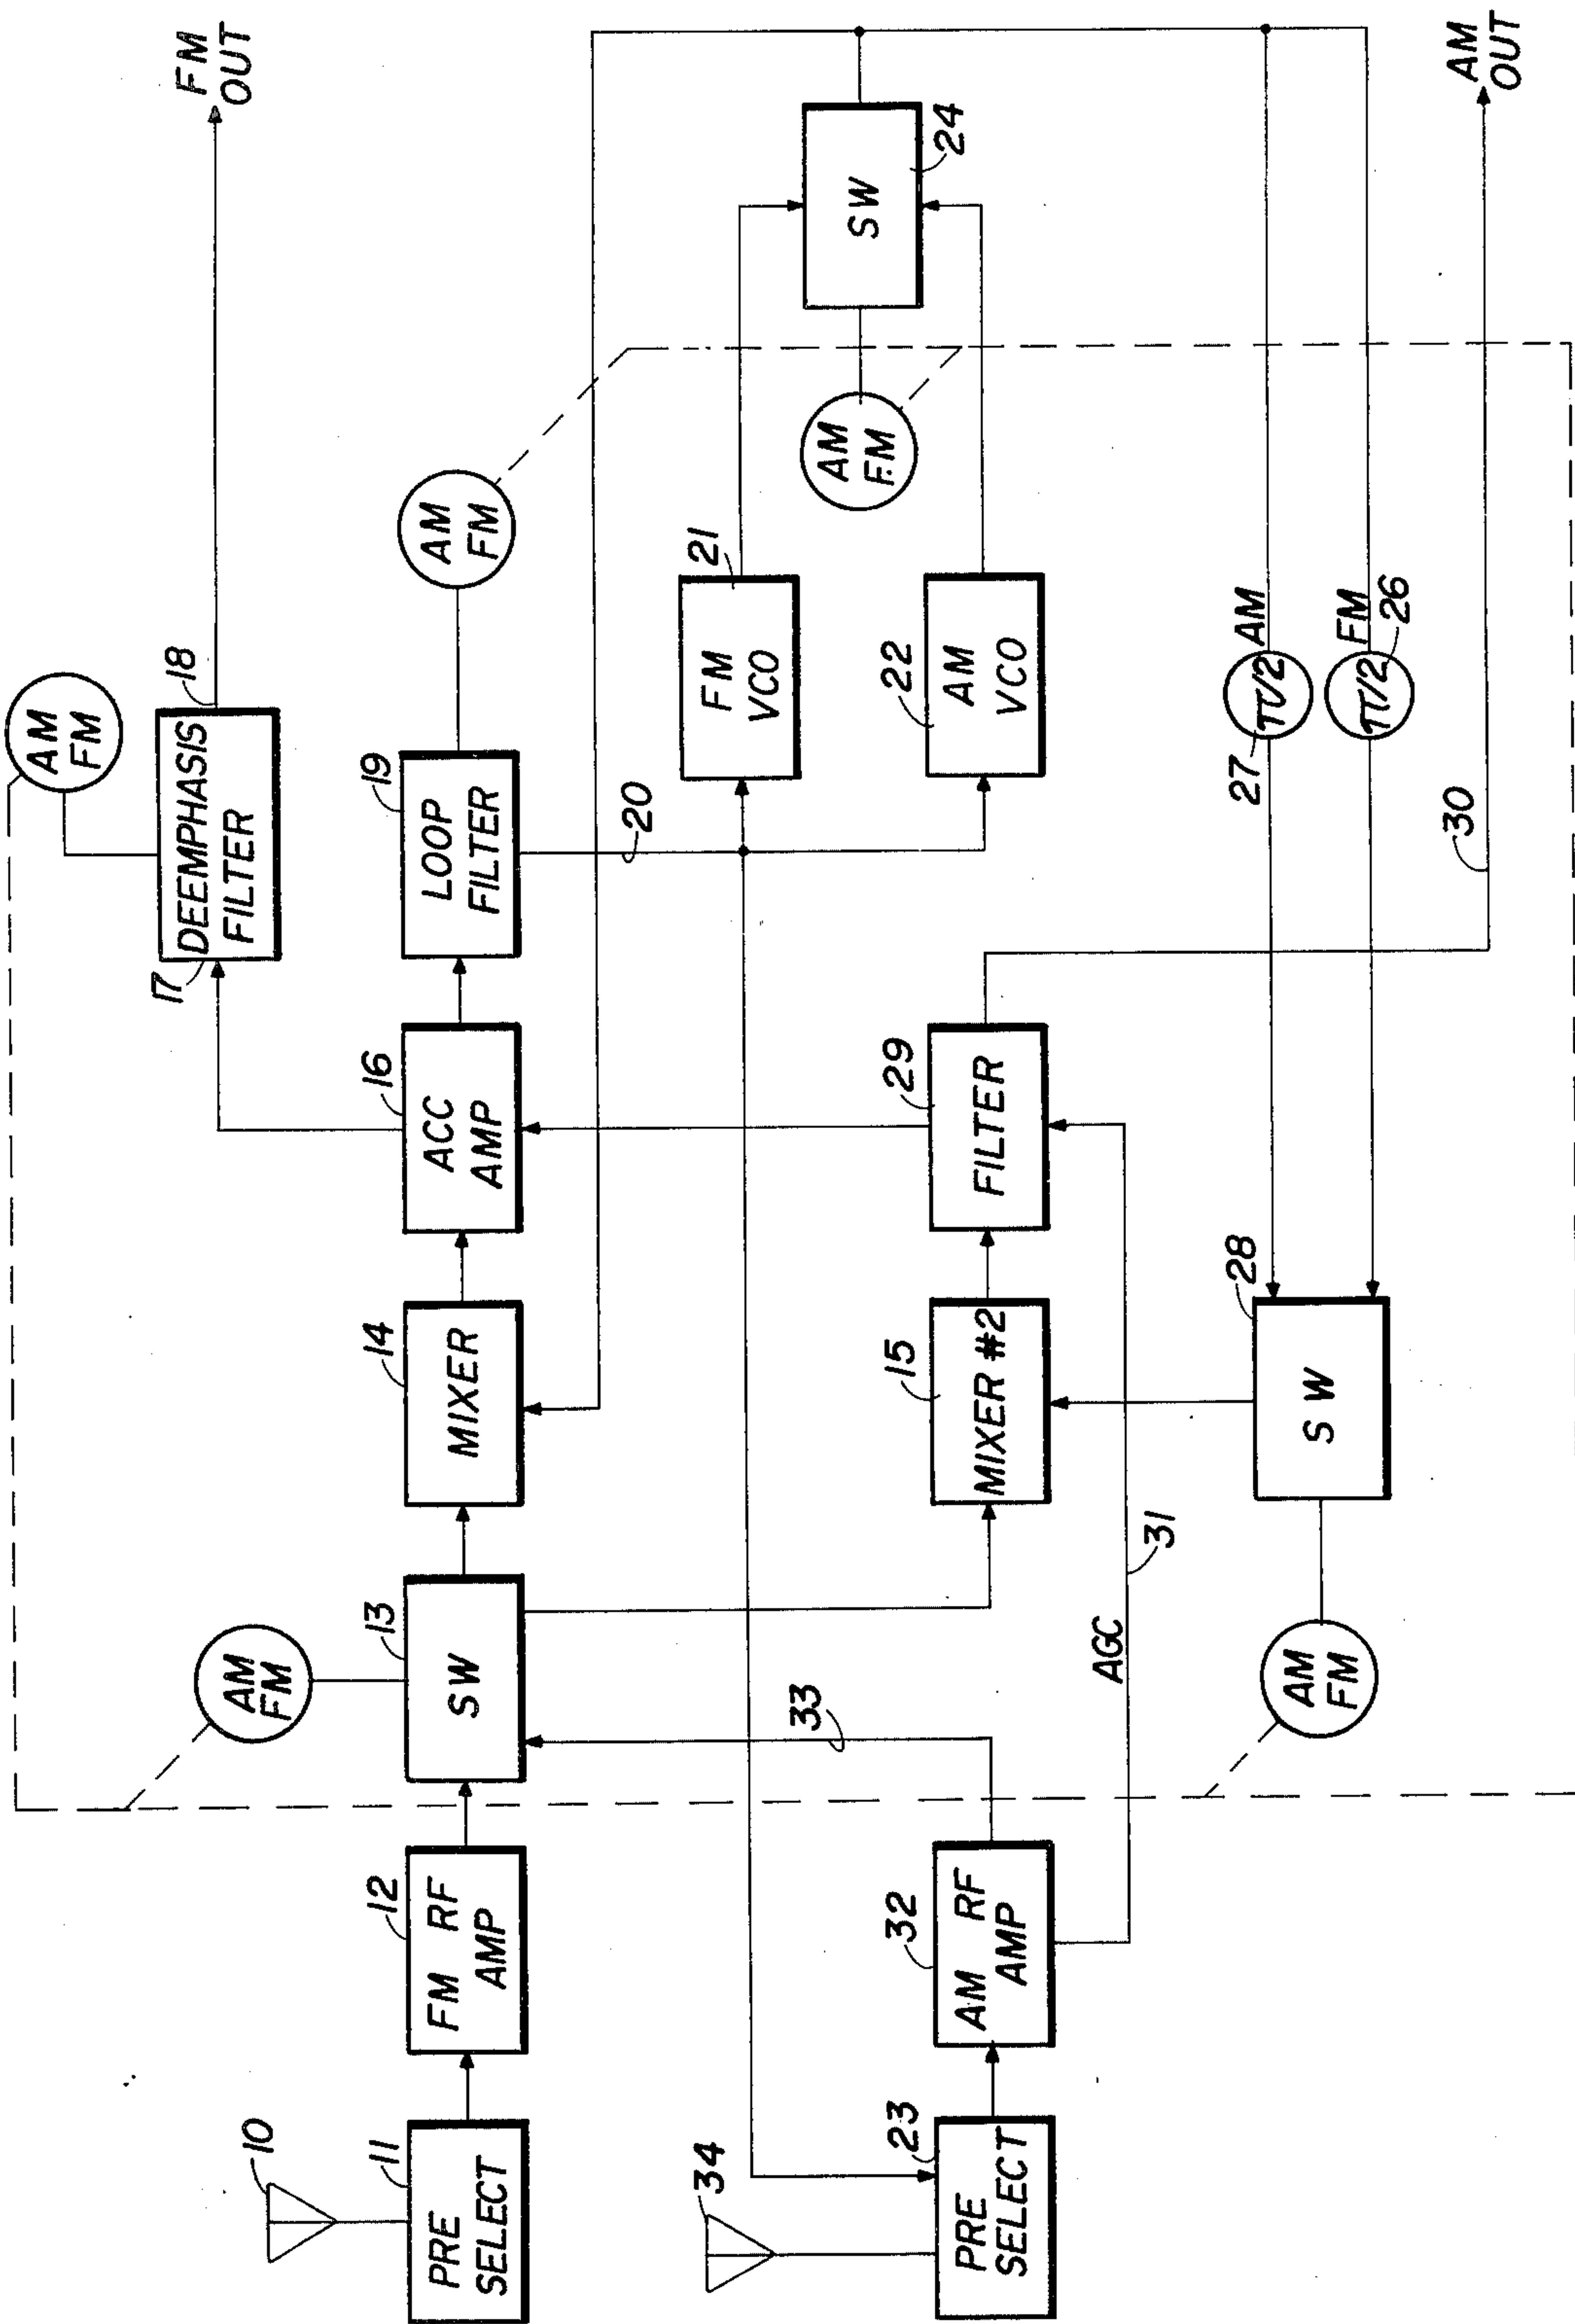 AM
FM
FM
OUT
17
DEEMPHASIS
FILTER
18
10
11
PRE
SELECT
12
FM RF
AMP
AM
FM
13
SW
14
MIXER
16
ACC
AMP
19
LOOP
FILTER
AM
FM
20
33
21
FM
VCO
AM
FM
SW
24
22
AM
VCO
34
23
PRE
SELECT
32
AM RF
AMP
15
MIXER #2
29
FILTER
AGC
31
AM
FM
28
SW
27
π/2
AM
π/2
FM
26
30
AM
OUT